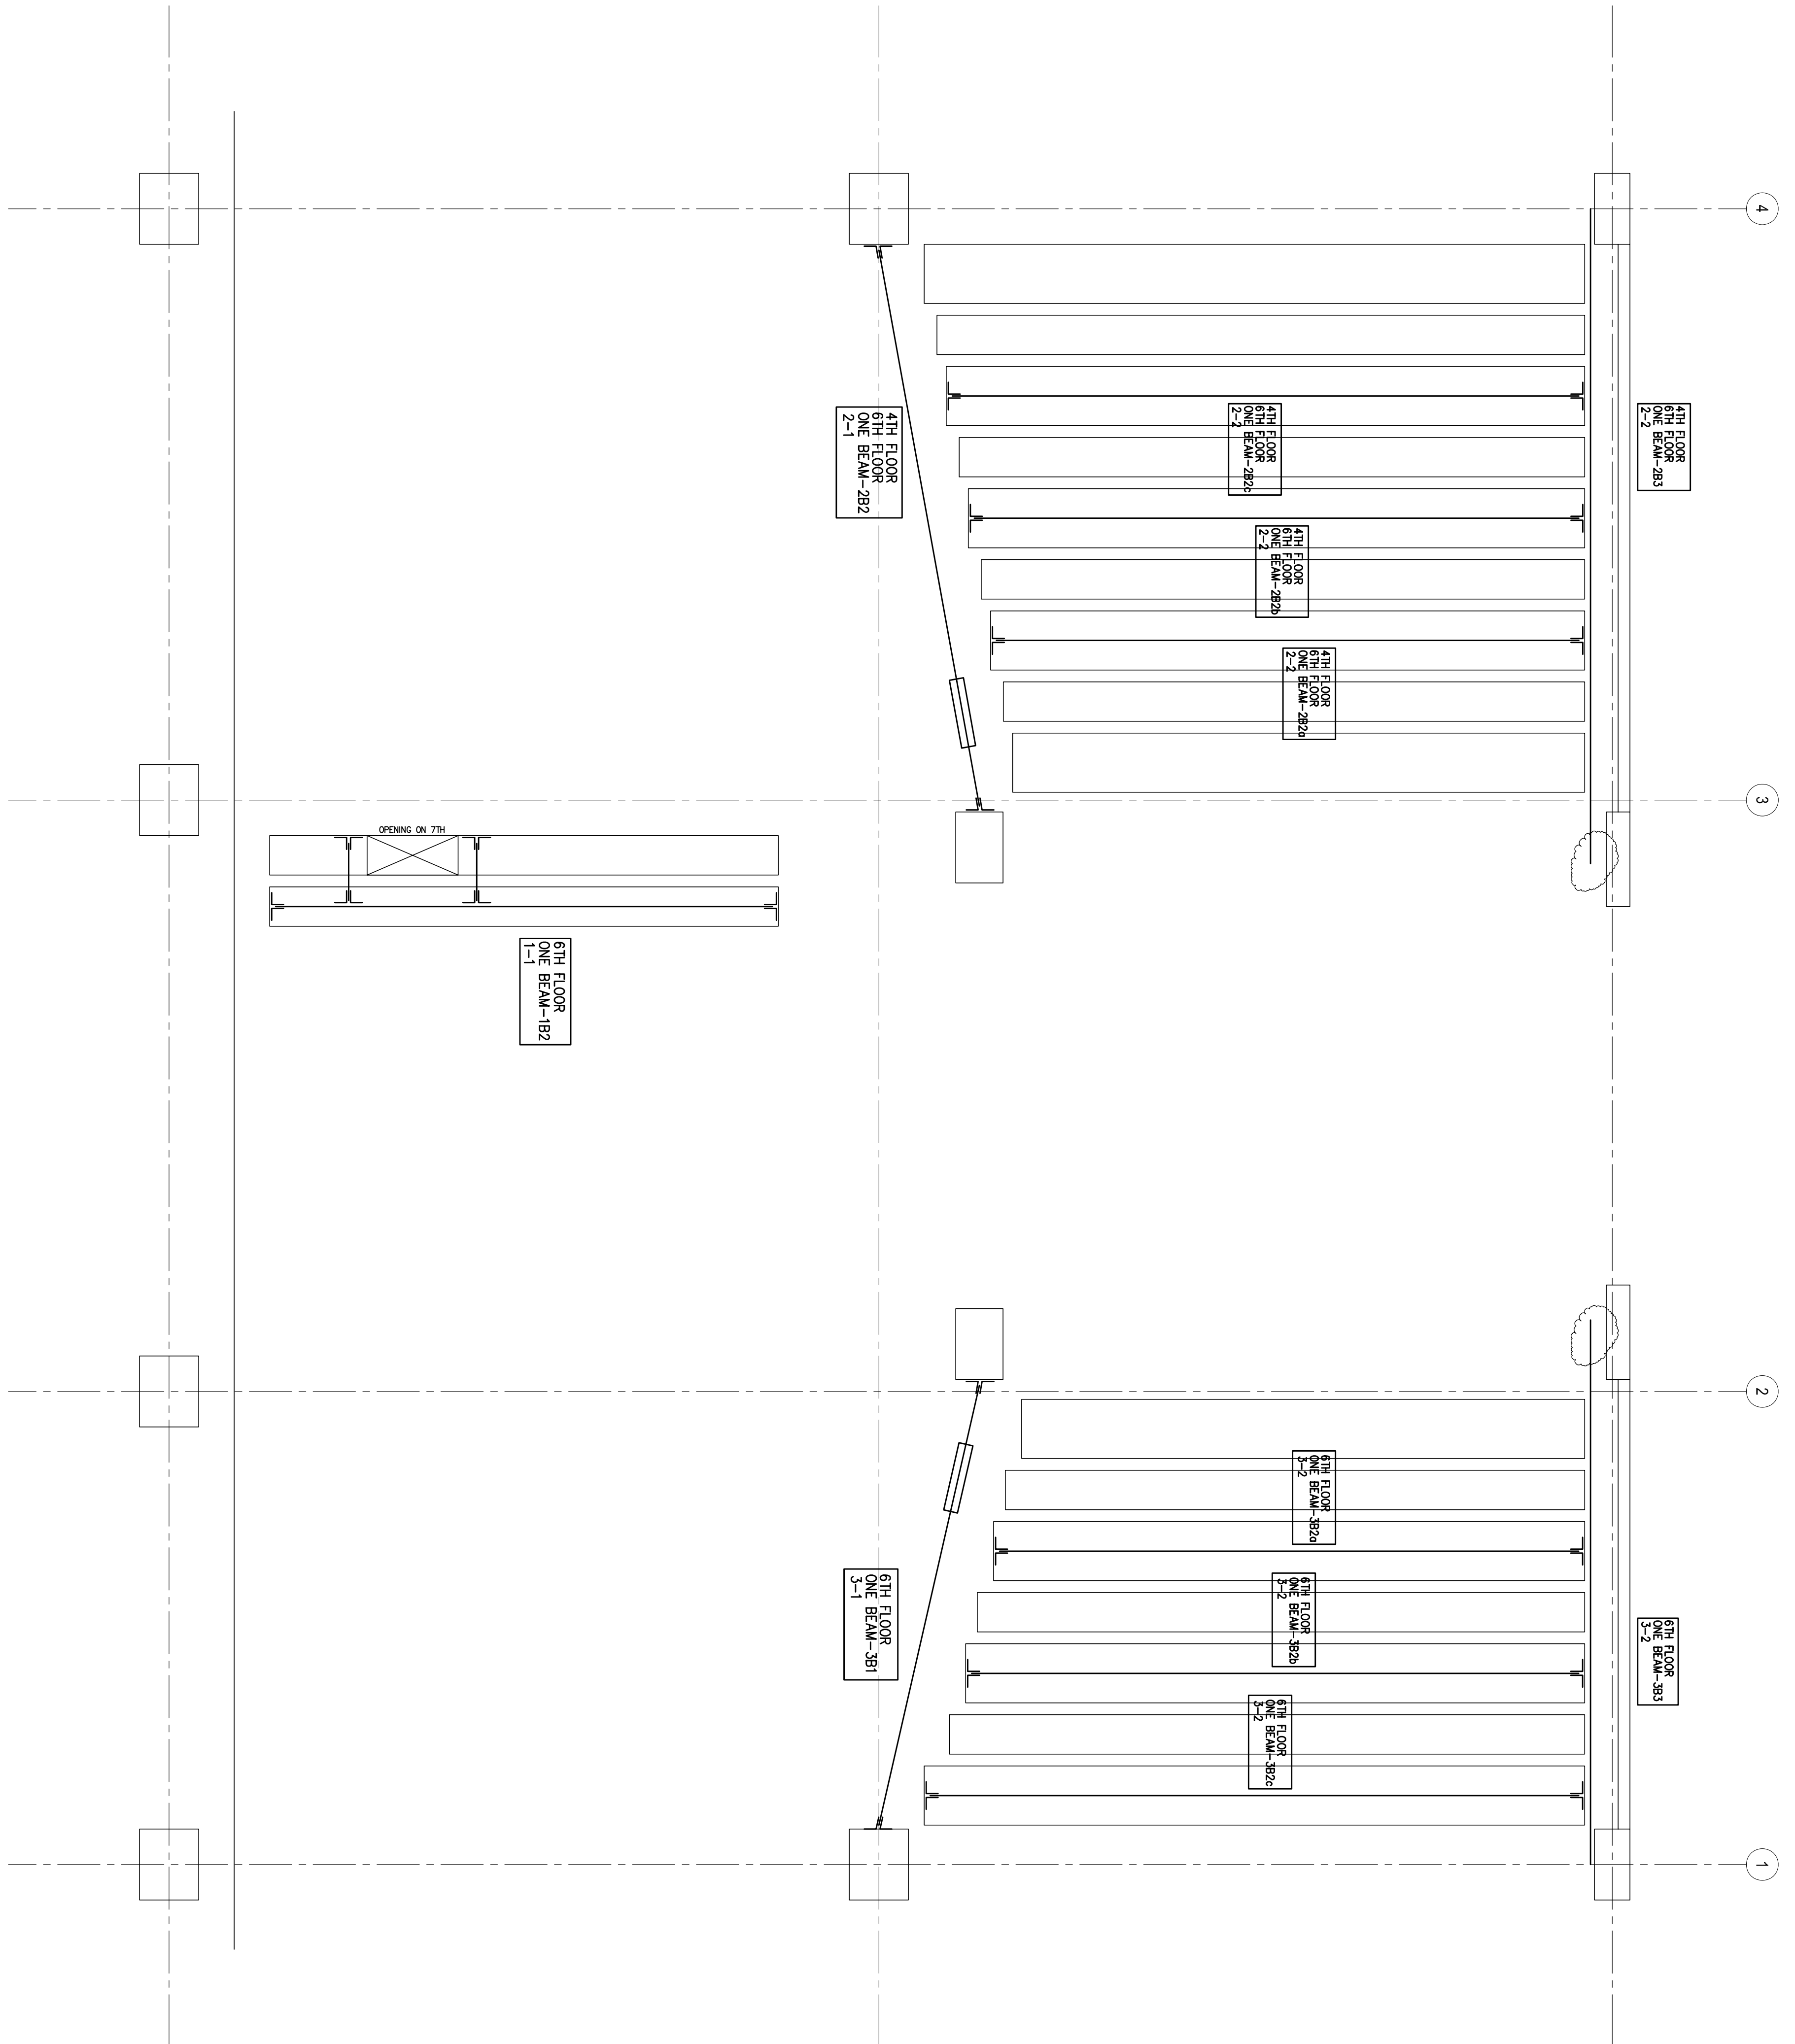 4
4TH FLOOR
6TH FLOOR
ONE BEAM-2B3
2-2
4TH FLOOR
6TH FLOOR
ONE BEAM-2B2c
2-2
4TH FLOOR
6TH FLOOR
ONE BEAM-2B2
2-1
4TH FLOOR
6TH FLOOR
ONE BEAM-2B2b
2-2
4TH FLOOR
6TH FLOOR
ONE BEAM-2B2a
2-2
3
OPENING ON 7TH
6TH FLOOR
ONE BEAM-1B2
1-1
2
6TH FLOOR
ONE BEAM-3B2a
3-2
6TH FLOOR
ONE BEAM-3B1
3-1
6TH FLOOR
ONE BEAM-3B2b
3-2
6TH FLOOR
ONE BEAM-3B3
3-2
6TH FLOOR
ONE BEAM-3B2c
3-2
1